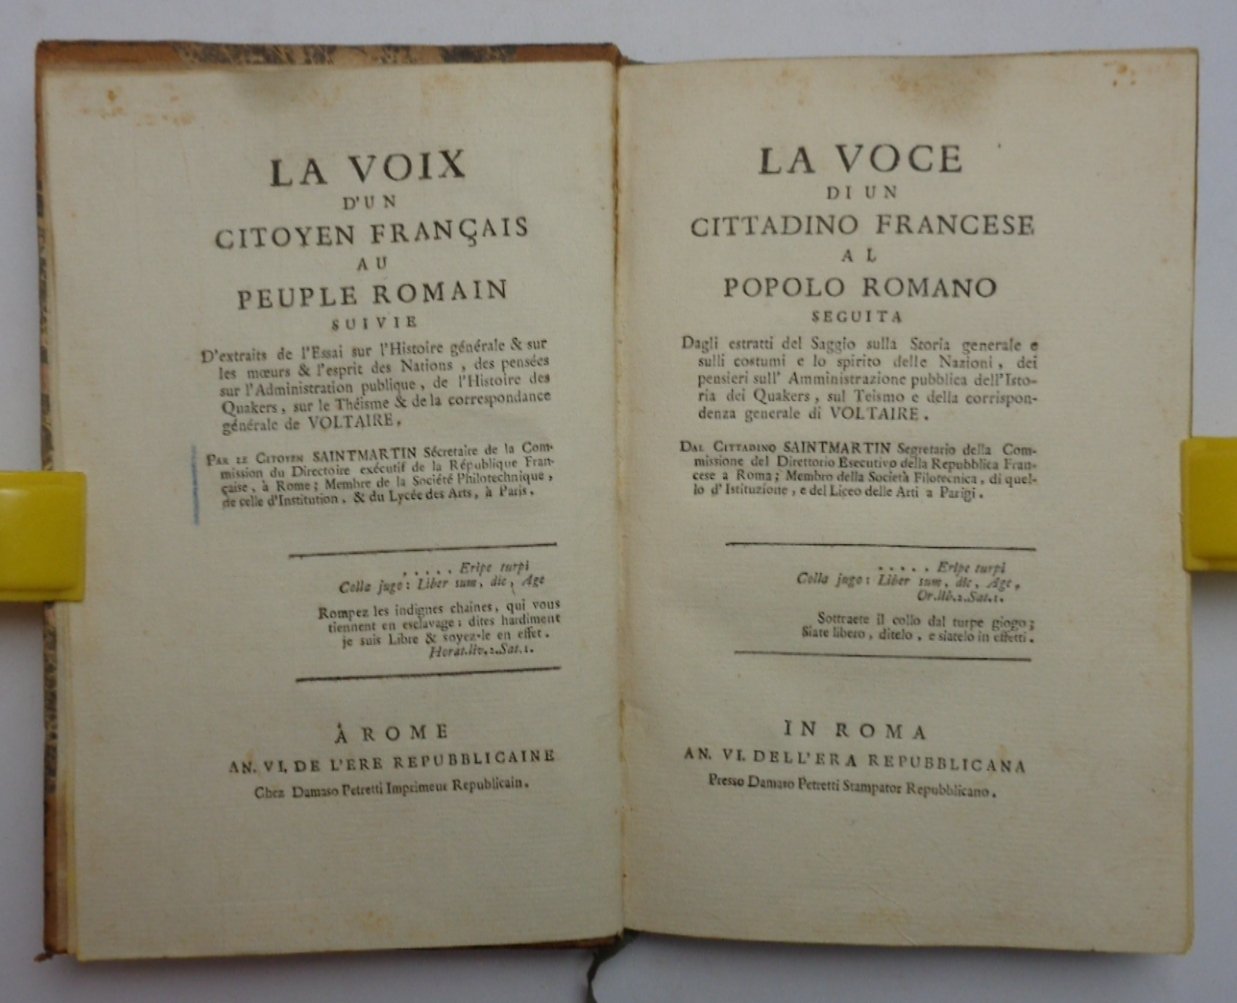 LA VOIX
D'UN
CITOYEN FRANÇAIS
AU
PEUPLE ROMAIN
SUIVIE
D'extraits de l'Essai sur l'Histoire générale & sur
les mœurs & l'esprit des Nations, des pensées
sur l'Administration publique, de l'Histoire des
Quakers, sur le Théisme & de la correspondance
générale de VOLTAIRE.
PAR LE CITOYEN SAINTMARTIN Sécretaire de la Com-
mission du Directoire exécutif de la République Fran-
çaise, à Rome; Membre de la Société Philotechnique,
de celle d'Institution, & du Lycée des Arts, à Paris.
..... Eripe turpi
Colla jugo: Liber sum, dic, Age
Rompez les indignes chaines, qui vous
tiennent en esclavage: dites hardiment
je suis Libre & soyez-le en effet.
Horat.liv.2.Sat.1.
À ROME
AN. VI. DE L'ERE REPUBBLICAINE
Chez Damaso Petretti Imprimeur Republicain.
LA VOCE
DI UN
CITTADINO FRANCESE
AL
POPOLO ROMANO
SEGUITA
Dagli estratti del Saggio sulla Storia generale e
sulli costumi e lo spirito delle Nazioni, dei
pensieri sull' Amministrazione pubblica dell'Isto-
ria dei Quakers, sul Teismo e della corrispon-
denza generale di VOLTAIRE.
DAL CITTADINO SAINTMARTIN Segretario della Com-
missione del Direttorio Esecutivo della Repubblica Fran-
cese a Roma; Membro della Società Filotecnica, di quel-
lo d'Istituzione, e del Liceo delle Arti a Parigi.
..... Eripe turpi
Colla jugo: Liber sum, dic, Age,
Or.lib.2.Sat.1.
Sottraete il collo dal turpe giogo;
Siate libero, ditelo, e siatelo in effetti.
IN ROMA
AN. VI. DELL'ERA REPUBBLICANA
Presso Damaso Petretti Stampator Repubblicano.